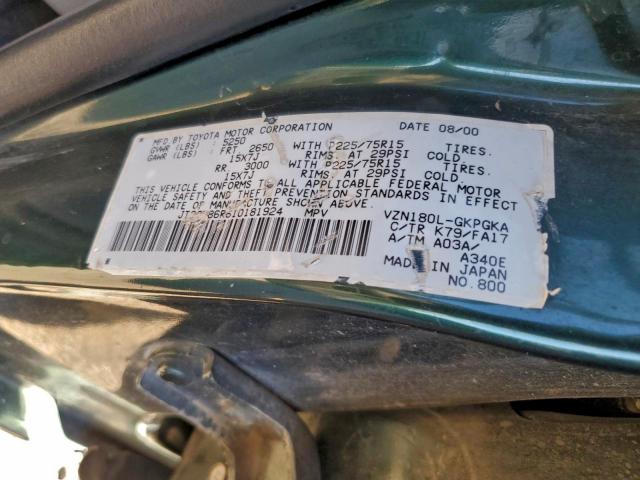 MFD.BY TOYOTA MOTOR CORPORATION DATE 08/00
GVWR (LBS) : 5250
GAWR (LBS) : FRT 2650 WITH P225/75R15 TIRES.
15X7J RIMS, AT 29PSI COLD.
RR 3000 WITH P225/75R15 TIRES.
15X7J RIMS, AT 29PSI COLD.
THIS VEHICLE CONFORMS TO ALL APPLICABLE FEDERAL MOTOR
VEHICLE SAFETY AND THEFT PREVENTION STANDARDS IN EFFECT
ON THE DATE OF MANUFACTURE SHOWN ABOVE.
86R610181924 MPV
VZN180L-GKPGKA
C/TR K79/FA17
A/TM A03A/
A340E
MADE IN JAPAN
NO.800